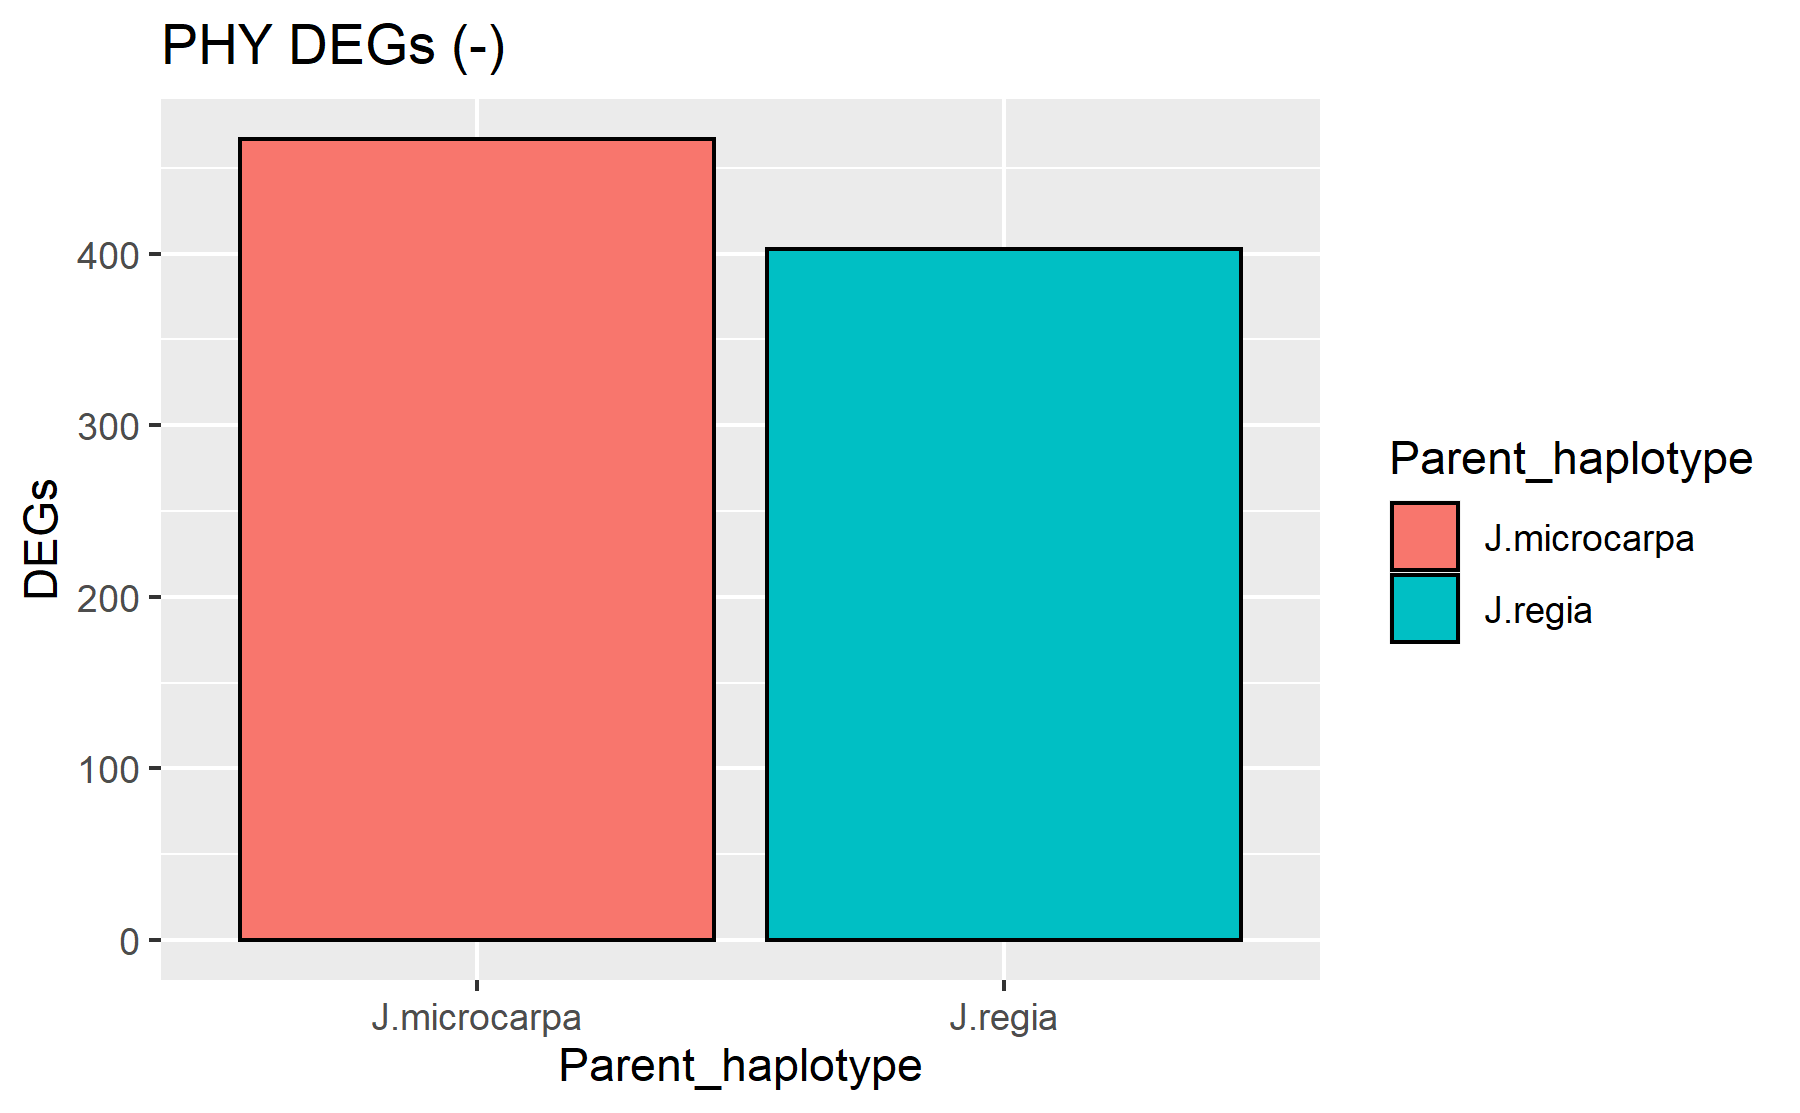 PHY DEGs (-)
DEGs
400
300
200
100
0
J.microcarpa
J.regia
Parent_haplotype
Parent_haplotype
J.microcarpa
J.regia